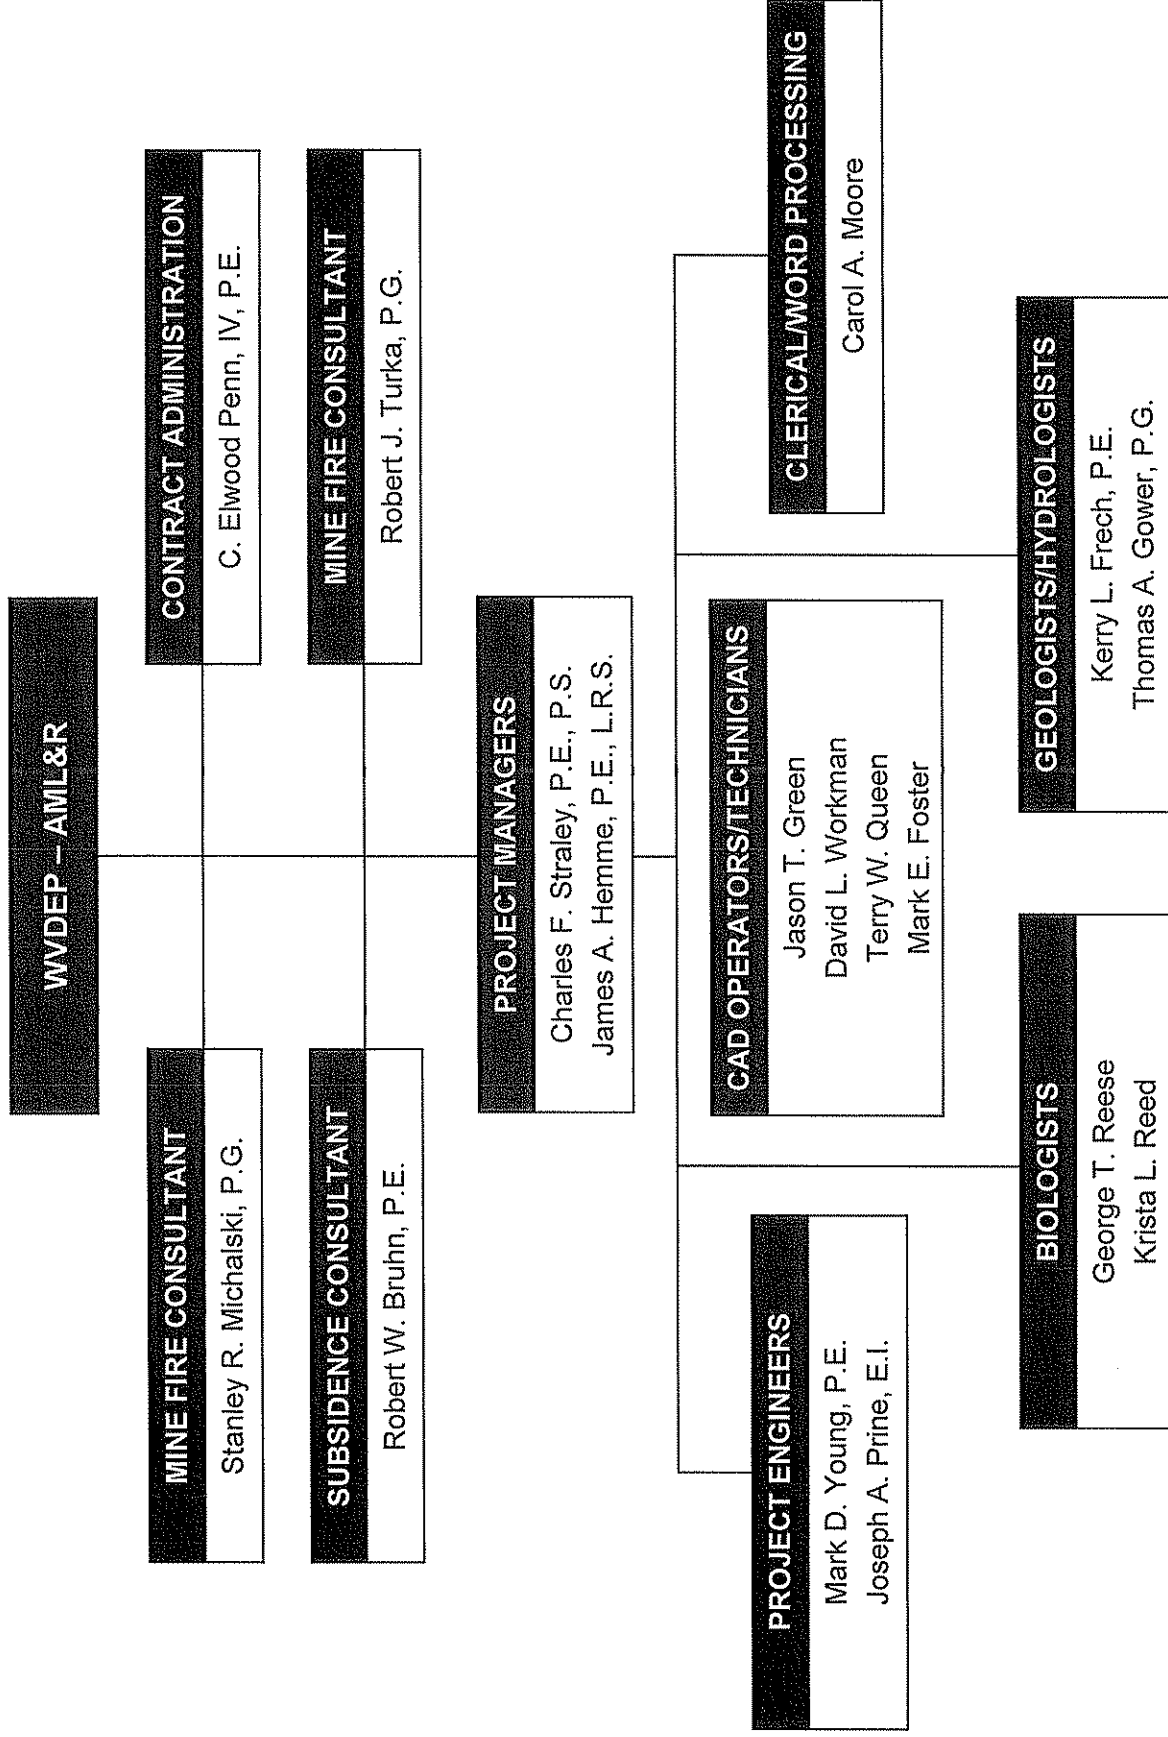 WVDEP – AML&R
MINE FIRE CONSULTANT
Stanley R. Michalski, P.G.
CONTRACT ADMINISTRATION
C. Elwood Penn, IV, P.E.
SUBSIDENCE CONSULTANT
Robert W. Bruhn, P.E.
MINE FIRE CONSULTANT
Robert J. Turka, P.G.
PROJECT MANAGERS
Charles F. Straley, P.E., P.S.
James A. Hemme, P.E., L.R.S.
PROJECT ENGINEERS
Mark D. Young, P.E.
Joseph A. Prine, E.I.
CAD OPERATORS/TECHNICIANS
Jason T. Green
David L. Workman
Terry W. Queen
Mark E. Foster
CLERICAL/WORD PROCESSING
Carol A. Moore
BIOLOGISTS
George T. Reese
Krista L. Reed
GEOLOGISTS/HYDROLOGISTS
Kerry L. Frech, P.E.
Thomas A. Gower, P.G.